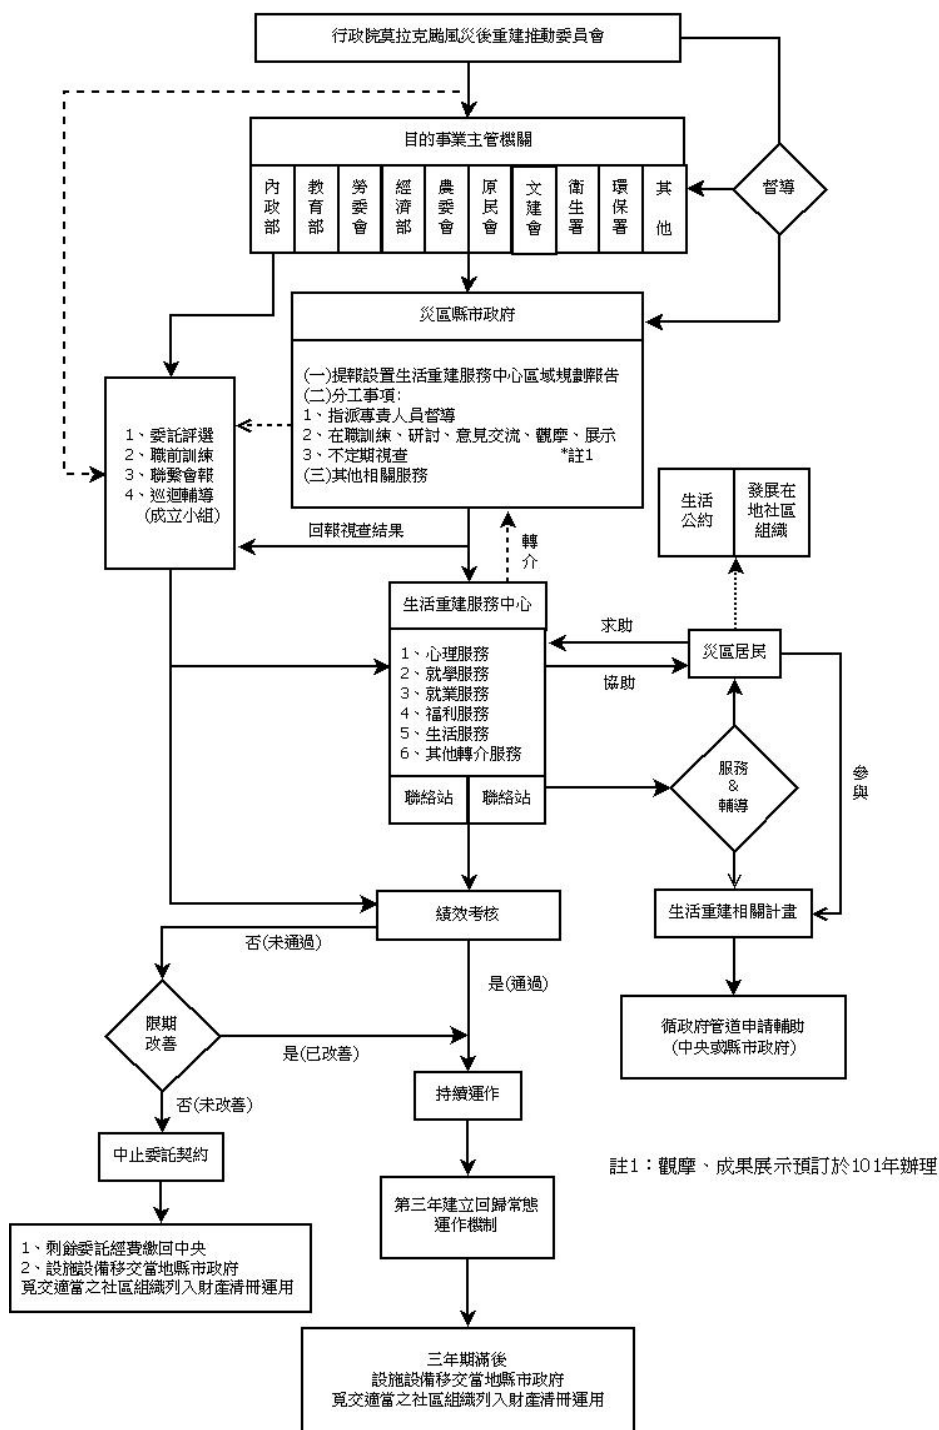 行政院莫拉克颱風災後重建推動委員會
目的事業主管機關
內政部
教育部
勞委會
經濟部
農委會
原民會
文建會
衛生署
環保署
其他
督導
災區縣市政府
(一)提報設置生活重建服務中心區域規劃報告
(二)分工事項:
1、指派專責人員督導
2、在職訓練、研討、意見交流、觀摩、展示
3、不定期視查 *註1
(三)其他相關服務
1、委託評選
2、職前訓練
3、聯繫會報
4、巡迴輔導
(成立小組)
回報視查結果
轉介
生活公約
發展在
地社區
組織
生活重建服務中心
1、心理服務
2、就學服務
3、就業服務
4、福利服務
5、生活服務
6、其他轉介服務
聯絡站
聯絡站
求助
協助
災區居民
服務
&
輔導
參與
績效考核
生活重建相關計畫
否(未通過)
是(通過)
限期
改善
是(已改善)
循政府管道申請輔助
(中央或縣市政府)
持續運作
否(未改善)
中止委託契約
註1：觀摩、成果展示預訂於101年辦理
第三年建立回歸常態
運作機制
1、剩餘委託經費繳回中央
2、設施設備移交當地縣市政府
覓交適當之社區組織列入財產清冊運用
三年期滿後
設施設備移交當地縣市政府
覓交適當之社區組織列入財產清冊運用